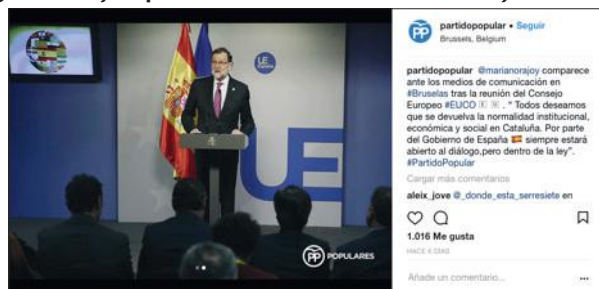 partidopopular • Seguir
Brussels, Belgium
partidopopular @marianorajoy comparece
ante los medios de comunicación en
#Bruselas tras la reunión del Consejo
Europeo #EUCO 🇪 🇺 . " Todos deseamos
que se devuelva la normalidad institucional,
económica y social en Cataluña. Por parte
del Gobierno de España 🇪🇸 siempre estará
abierto al diálogo,pero dentro de la ley".
#PartidoPopular
Cargar más comentarios
aleix_jove @_donde_esta_serresiete en
1.016 Me gusta
HACE 4 DÍAS
Añade un comentario...
UE
UE
PP POPULARES